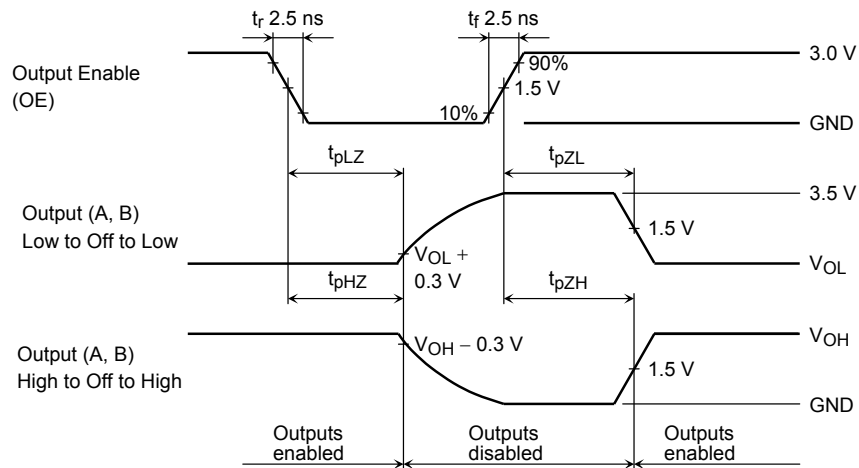 tr 2.5 ns
tf 2.5 ns
Output Enable
(OE)
90%
1.5 V
10%
3.0 V
GND
tpLZ
tpZL
Output (A, B)
Low to Off to Low
3.5 V
1.5 V
VOL +
0.3 V
VOL
tpHZ
tpZH
Output (A, B)
High to Off to High
VOH − 0.3 V
VOH
1.5 V
GND
Outputs
enabled
Outputs
disabled
Outputs
enabled